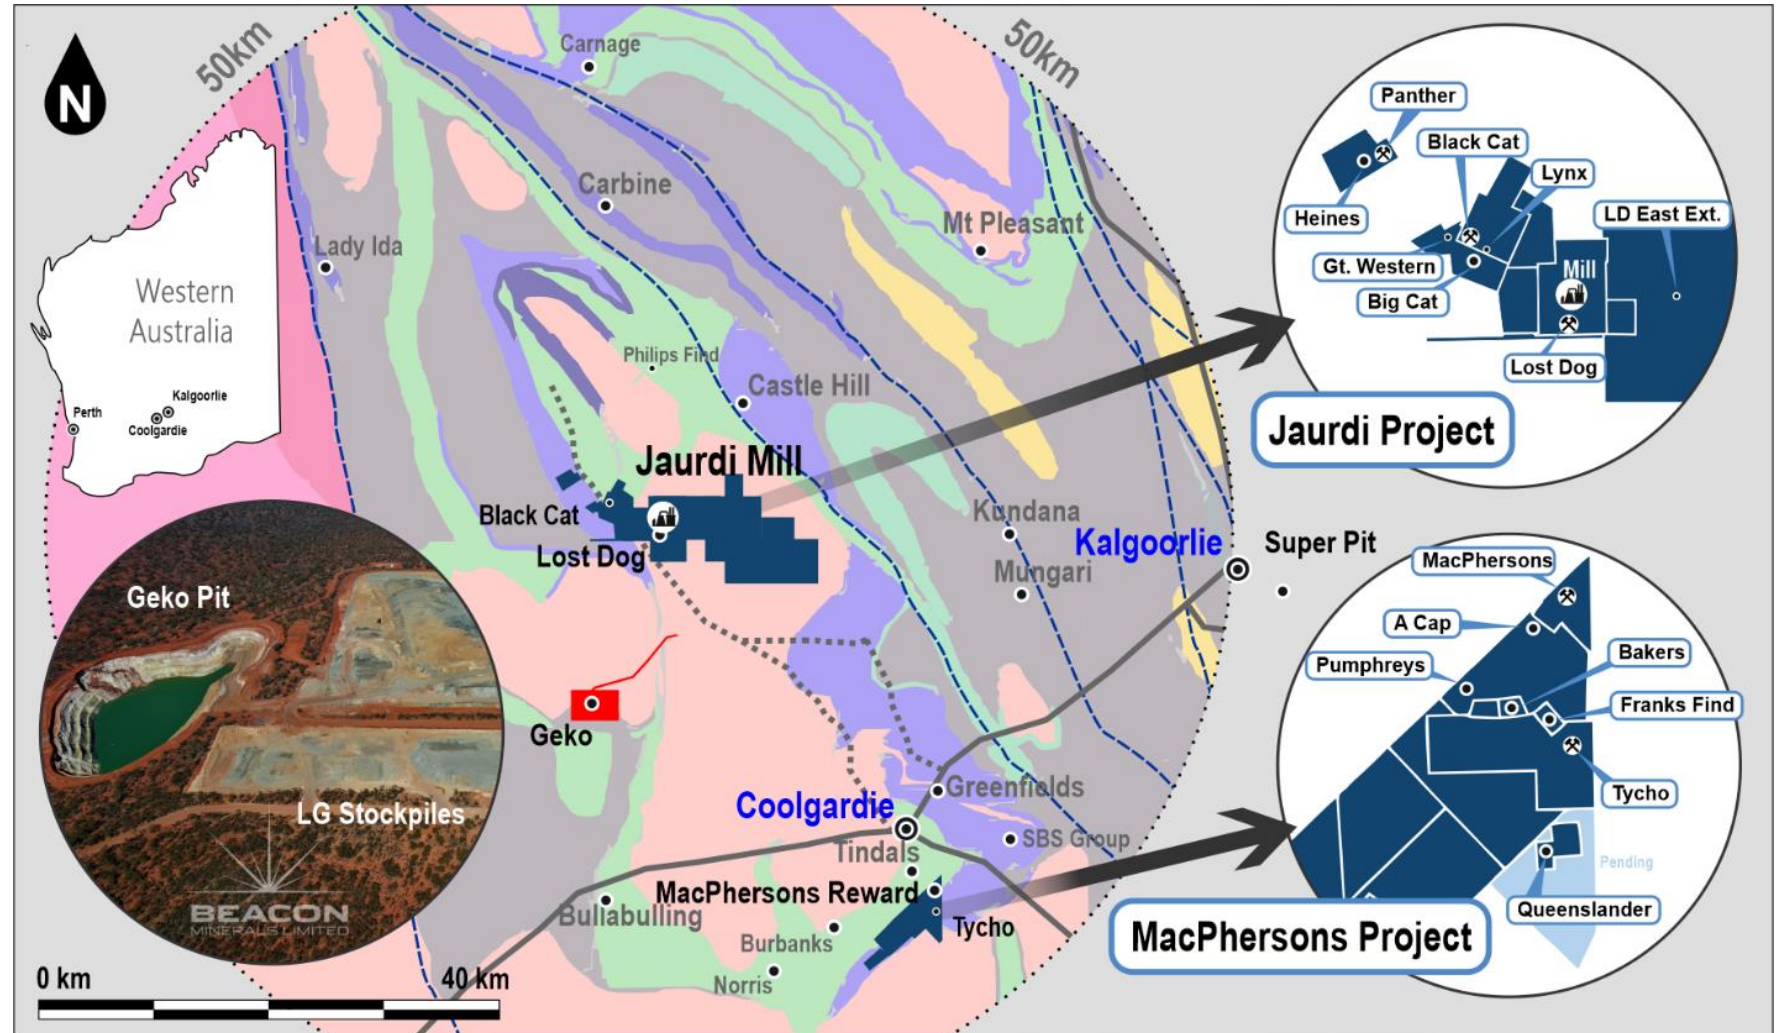 50km
50km
N
Carnage
Carbine
Mt Pleasant
Lady Ida
Western
Australia
Kalgoorlie
Perth
Coolgardie
Philips Find
Castle Hill
Jaurdi Mill
Black Cat
Lost Dog
Kundana
Kalgoorlie
Super Pit
Mungari
Geko
Coolgardie
Greenfields
SBS Group
Tindals
MacPhersons Reward
Bullabulling
Tycho
Burbanks
Norris
Geko Pit
LG Stockpiles
BEACON
MINERALS LIMITED
0 km
40 km
Panther
Black Cat
Lynx
Heines
LD East Ext.
Gt. Western
Mill
Big Cat
Lost Dog
Jaurdi Project
MacPhersons
A Cap
Bakers
Pumphreys
Franks Find
Tycho
Pending
Queenslander
MacPhersons Project